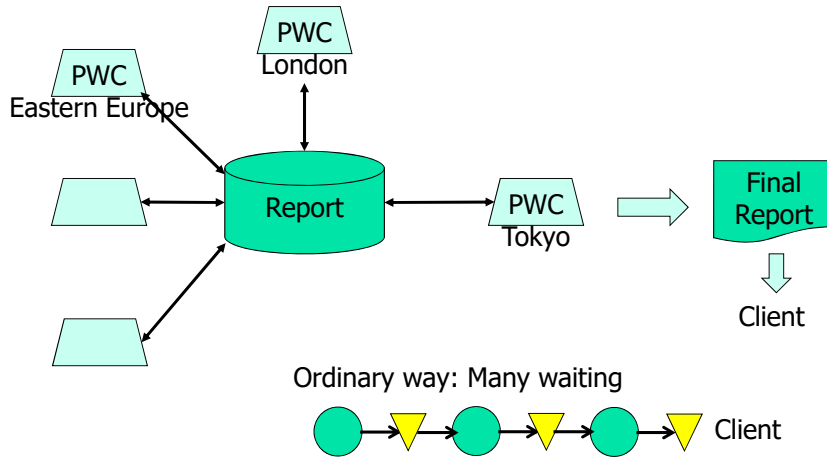 PWC
London
PWC
Eastern Europe
Report
PWC
Tokyo
Final
Report
Client
Ordinary way: Many waiting
Client